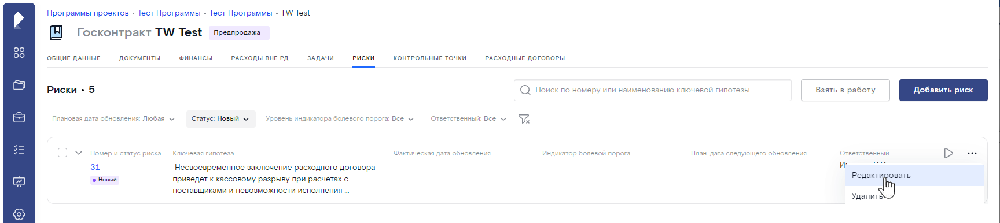 Программы проектов • Тест Программы • Тест Программы • TW Test
Госконтракт TW Test Предпродажа
ОБЩИЕ ДАННЫЕ ДОКУМЕНТЫ ФИНАНСЫ РАСХОДЫ ВНЕ РД ЗАДАЧИ РИСКИ КОНТРОЛЬНЫЕ ТОЧКИ РАСХОДНЫЕ ДОГОВОРЫ
Риски • 5 Поиск по номеру или наименованию ключевой гипотезы Взять в работу Добавить риск
Плановая дата обновления: Любая Статус: Новый Уровень индикатора болевого порога: Все Ответственный: Все
Номер и статус риска Ключевая гипотеза Фактическая дата обновления Индикатор болевого порога План. дата следующего обновления Ответственный
31 Несвоевременное заключение расходного договора
Новый приведет к кассовому разрыву при расчетах с
поставщиками и невозможности исполнения ...
Редактировать
Удалить